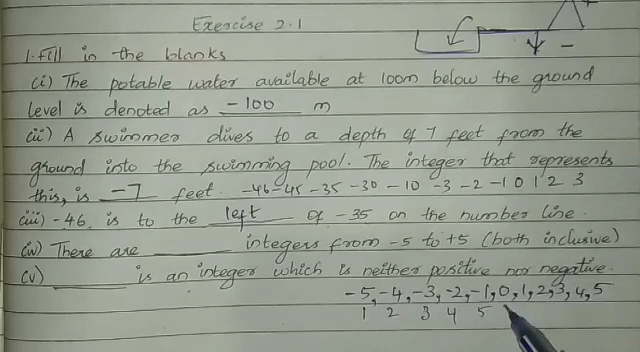 Exercise 2.1
1. Fill in the blanks
(i) The potable water available at 100m below the ground
level is denoted as -100 m
(ii) A swimmer dives to a depth of 7 feet from the
ground into the swimming pool. The integer that represents
this, is -7 feet. -46 -45 -35 -30 -10 -3 -2 -1 0 1 2 3
(iii) -46 is to the left of -35 on the number line.
(iv) There are ______ integers from -5 to +5 (both inclusive)
(v) ______ is an integer which is neither positive nor negative.
-5, -4, -3, -2, -1, 0, 1, 2, 3, 4, 5
1 2 3 4 5